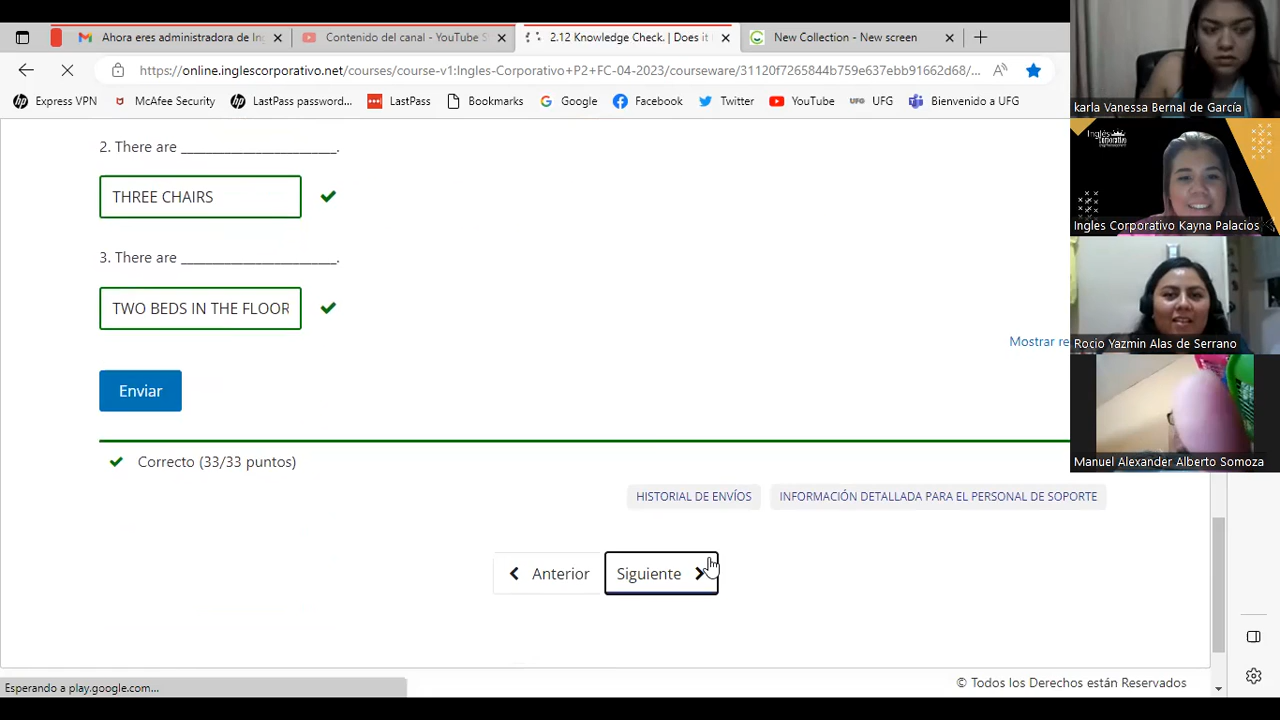 Ahora eres administradora de In
Contenido del canal - YouTube S
2.12 Knowledge Check. | Does it
New Collection - New screen
https://online.inglescorporativo.net/courses/course-v1:Ingles-Corporativo+P2+FC-04-2023/courseware/31120f7265844b759e637ebb91662d68/...
Express VPN
McAfee Security
LastPass password...
LastPass
Bookmarks
Google
Facebook
Twitter
YouTube
UFG
Bienvenido a UFG
2. There are ________________________.
THREE CHAIRS
3. There are ________________________.
TWO BEDS IN THE FLOOR
Mostrar re
Enviar
Correcto (33/33 puntos)
HISTORIAL DE ENVÍOS
INFORMACIÓN DETALLADA PARA EL PERSONAL DE SOPORTE
Anterior
Siguiente
Esperando a play.google.com...
© Todos los Derechos están Reservados
karla Vanessa Bernal de García
Inglés
Corporativo
Ingles Corporativo Kayna Palacios
Rocio Yazmin Alas de Serrano
Manuel Alexander Alberto Somoza